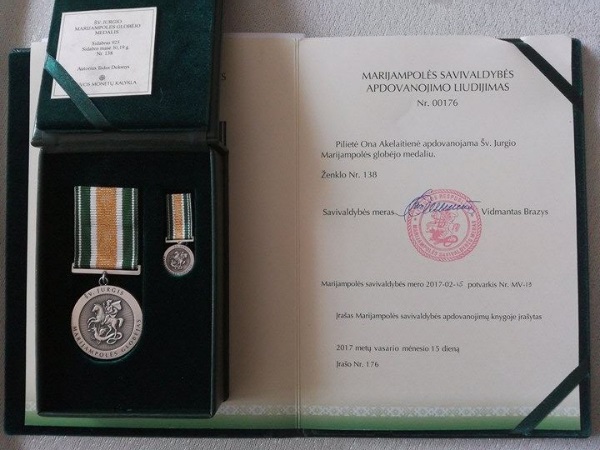 ŠV. JURGIO
MARIJAMPOLĖS GLOBĖJO
MEDALIS
Nr. 138
MARIJAMPOLĖS SAVIVALDYBĖS
APDOVANOJIMO LIUDIJIMAS
Nr. 00176
Pilietė Ona Akelaitienė apdovanojama Šv. Jurgio
Marijampolės globėjo medaliu.
Ženklo Nr. 138
Savivaldybės meras Vidmantas Brazys
Marijampolės savivaldybės mero 2017-02- potvarkis Nr. MV-
Įrašas Marijampolės savivaldybės apdovanojimų knygoje įrašytas
2017 metų vasario mėnesio 13 dieną
Įrašo Nr. 176
ŠV. JURGIS
MARIJAMPOLĖS GLOBĖJAS